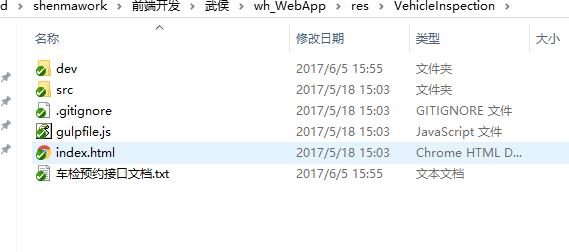 d › shenmawork › 前端开发 › 武侯 › wh_WebApp › res › VehicleInspection ›
名称 修改日期 类型 大小
dev 2017/6/5 15:55 文件夹
src 2017/5/18 15:03 文件夹
.gitignore 2017/5/18 15:03 GITIGNORE 文件
gulpfile.js 2017/5/18 15:03 JavaScript 文件
index.html 2017/5/18 15:03 Chrome HTML D...
车检预约接口文档.txt 2017/6/5 15:55 文本文档